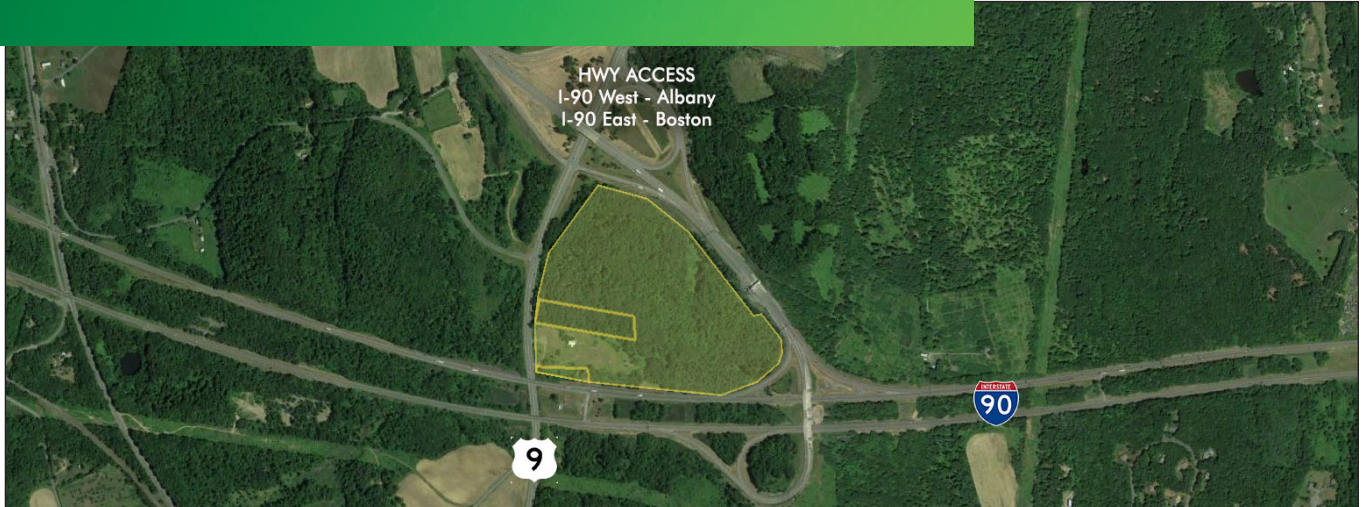 HWY ACCESS
I-90 West - Albany
I-90 East - Boston
INTERSTATE
90
9